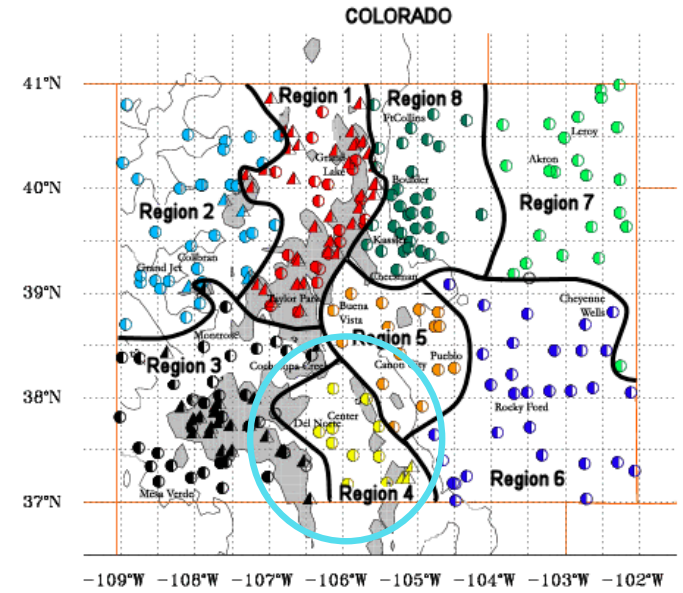 COLORADO
41°N
Region 1
Region 8
FtCollins
Leroy
Grand
Lake
Akron
40°N
Boulder
Region 2
Region 7
Kassler
Collbran
Grand Jct
Cheesman
39°N
Taylor Park
Buena
Vista
Cheyenne
Wells
Montrose
Region 5
Region 3
Cochetopa Creek
Canon City
Pueblo
38°N
Rocky Ford
Center
Del Norte
Region 6
Mesa Verde
Region 4
37°N
-109°W -108°W -107°W -106°W -105°W -104°W -103°W -102°W